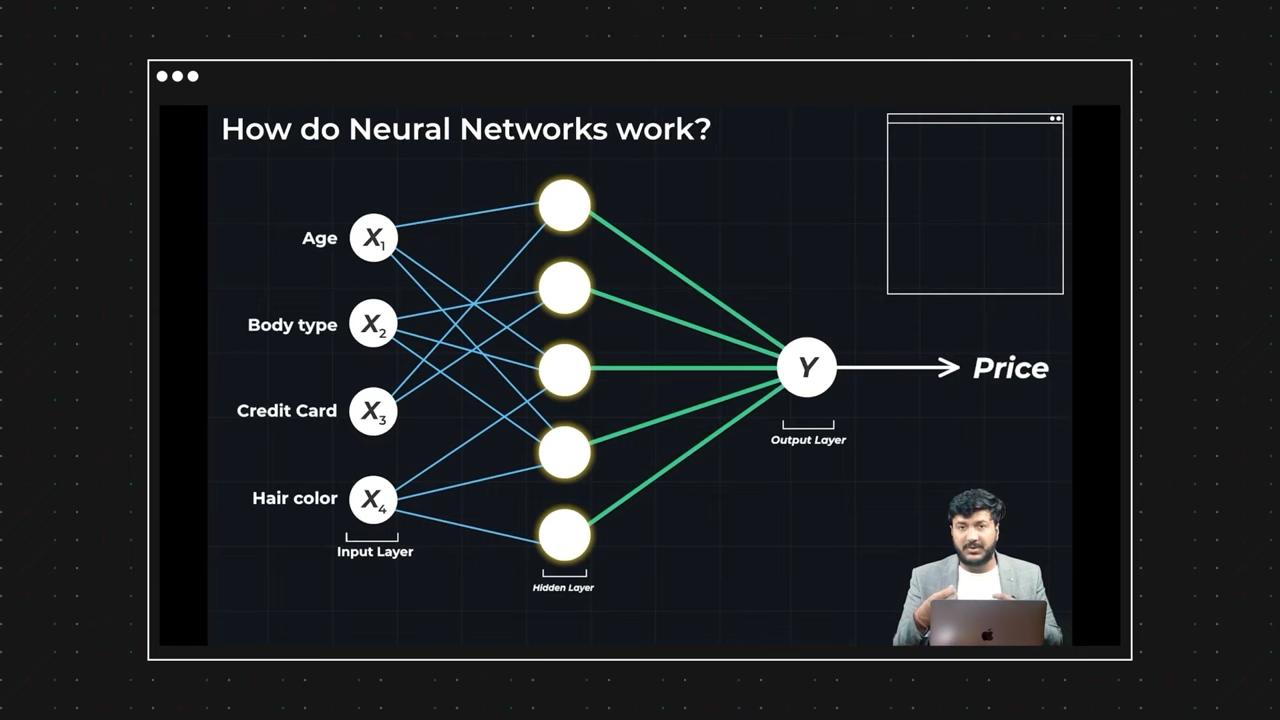 How do Neural Networks work?
Age X1
Body type X2
Credit Card X3
Hair color X4
Input Layer
Hidden Layer
Y
Output Layer
Price